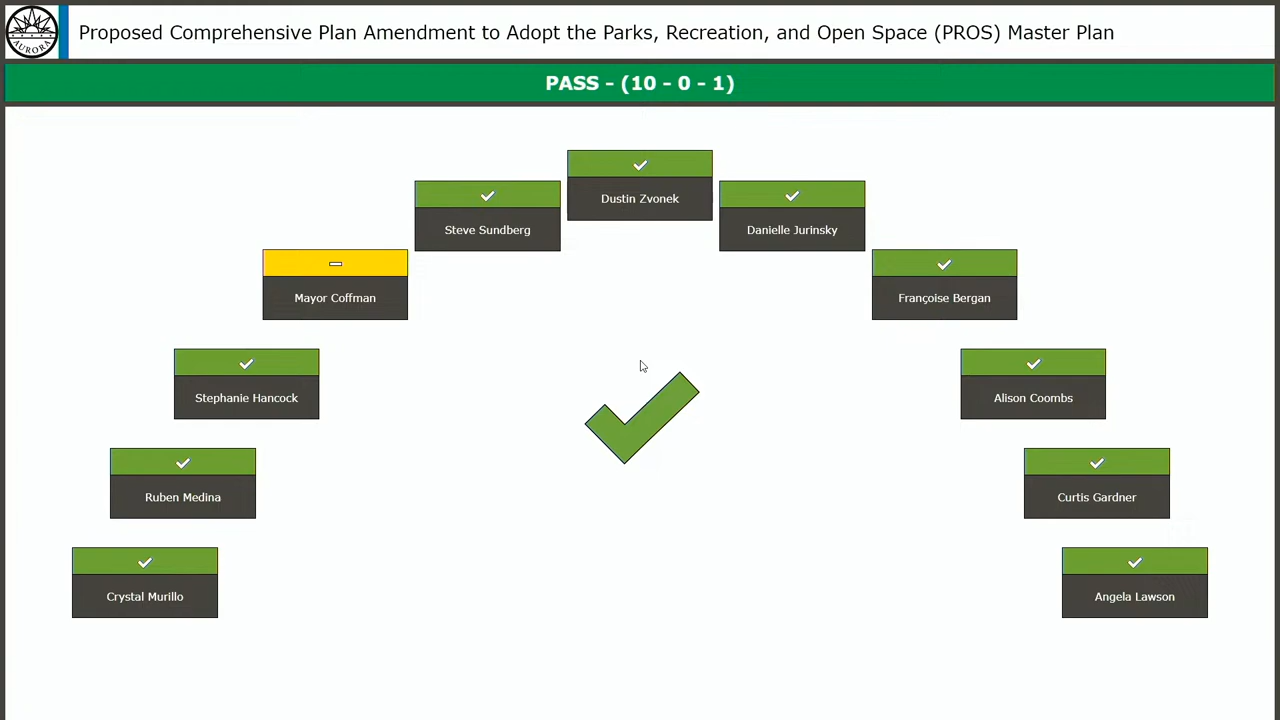 AURORA
Proposed Comprehensive Plan Amendment to Adopt the Parks, Recreation, and Open Space (PROS) Master Plan
PASS - (10 - 0 - 1)
Dustin Zvonek
Steve Sundberg
Danielle Jurinsky
Mayor Coffman
Françoise Bergan
Stephanie Hancock
Alison Coombs
Ruben Medina
Curtis Gardner
Crystal Murillo
Angela Lawson